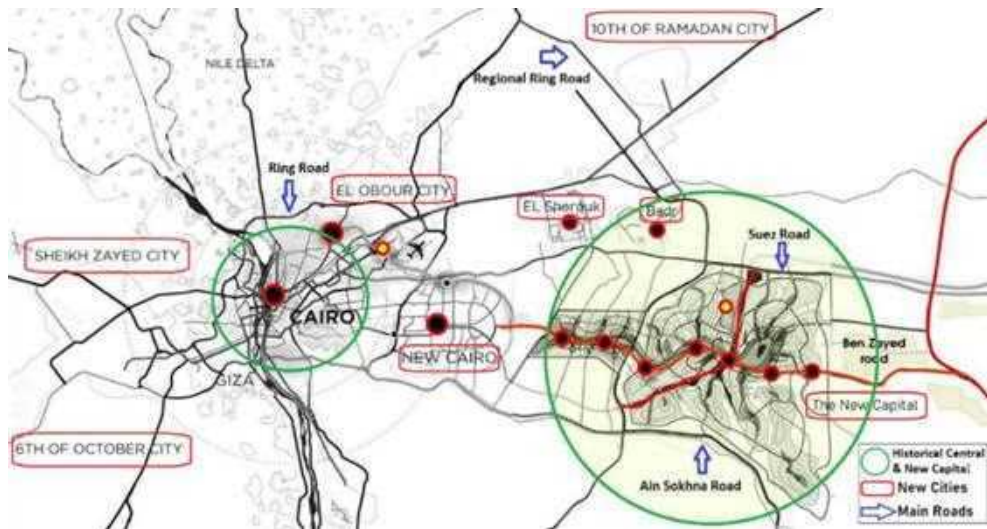 10TH OF RAMADAN CITY
NILE DELTA
Regional Ring Road
Ring Road
EL OBOUR CITY
EL Sherouk
Badr
Suez Road
SHEIKH ZAYED CITY
CAIRO
NEW CAIRO
Ben Zayed
road
GIZA
The New Capital
6TH OF OCTOBER CITY
Ain Sokhna Road
Historical Central
& New Capital
New Cities
Main Roads